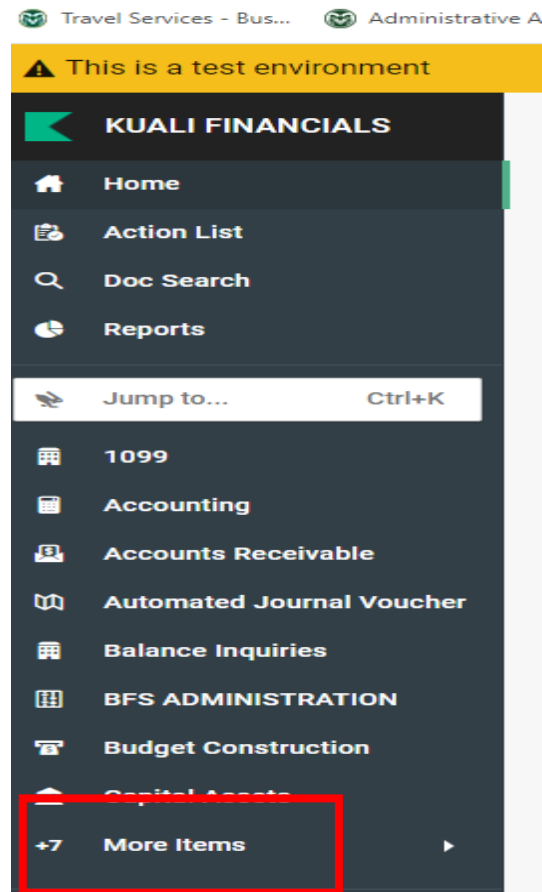 Travel Services - Bus... Administrative A
This is a test environment
KUALI FINANCIALS
Home
Action List
Doc Search
Reports
Jump to... Ctrl+K
1099
Accounting
Accounts Receivable
Automated Journal Voucher
Balance Inquiries
BFS ADMINISTRATION
Budget Construction
Capital Assets
+7 More Items